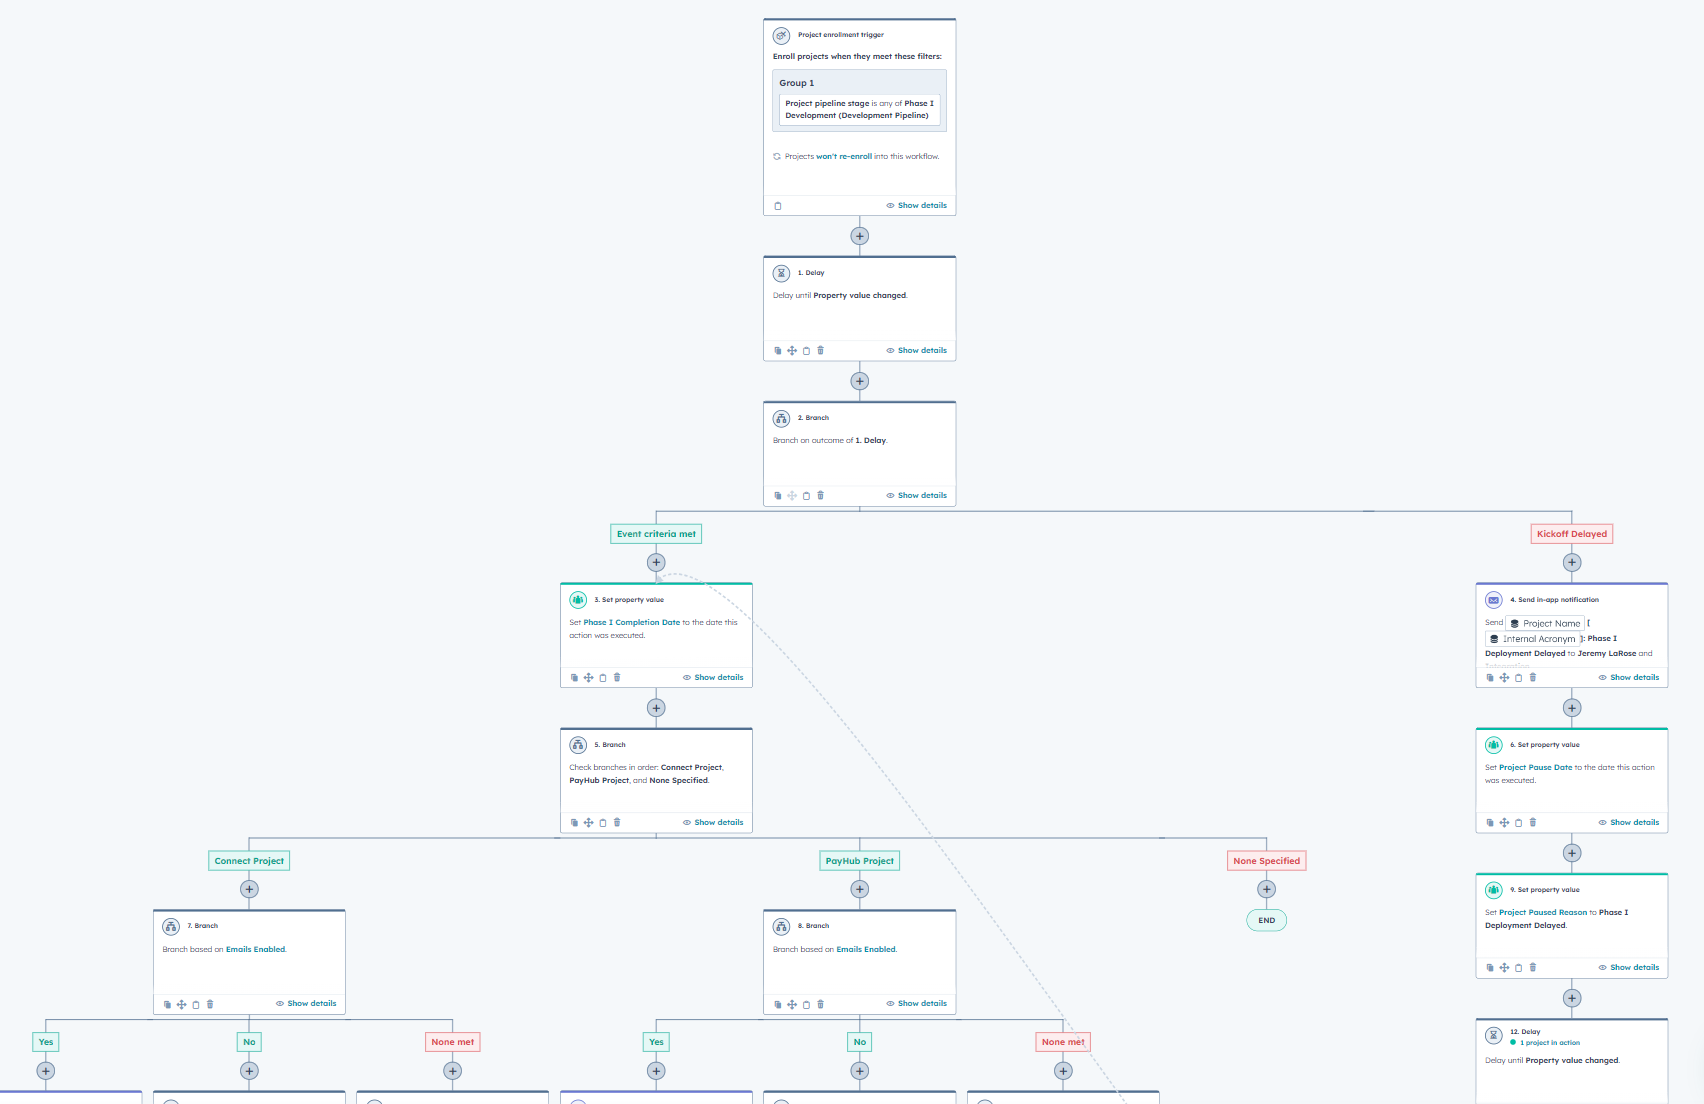 Project enrollment trigger
Enroll projects when they meet these filters:
Group 1
Project pipeline stage is any of Phase I
Development (Development Pipeline)
Projects won't re-enroll into this workflow.
Show details
1. Delay
Delay until Property value changed.
Show details
2. Branch
Branch on outcome of 1. Delay.
Show details
Event criteria met
Kickoff Delayed
3. Set property value
Set Phase I Completion Date to the date this
action was executed.
Show details
4. Send in-app notification
Send Project Name [
Internal Acronym ]: Phase I
Deployment Delayed to Jeremy LaRose and
Show details
5. Branch
Check branches in order: Connect Project,
PayHub Project, and None Specified.
Show details
6. Set property value
Set Project Pause Date to the date this action
was executed.
Show details
Connect Project
PayHub Project
None Specified
END
7. Branch
Branch based on Emails Enabled.
Show details
8. Branch
Branch based on Emails Enabled.
Show details
9. Set property value
Set Project Paused Reason to Phase I
Deployment Delayed.
Show details
Yes
No
None met
Yes
No
None met
12. Delay
1 project in action
Delay until Property value changed.